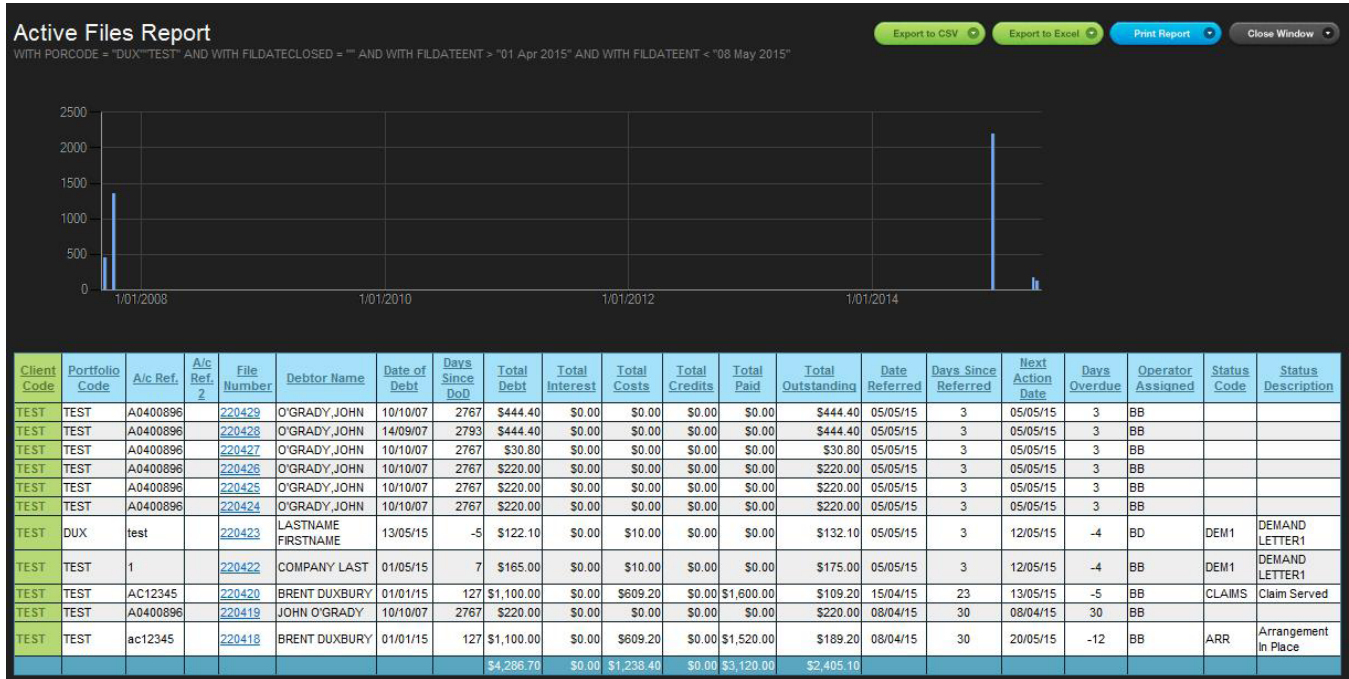 Active Files Report
Export to CSV
Export to Excel
Print Report
Close Window
WITH PORCODE = "DUX""TEST" AND WITH FILDATECLOSED = "" AND WITH FILDATEENT > "01 Apr 2015" AND WITH FILDATEENT < "08 May 2015"
2500
2000
1500
1000
500
0
1/01/2008 1/01/2010 1/01/2012 1/01/2014
Client Code Portfolio Code A/c Ref. A/c Ref. 2 File Number Debtor Name Date of Debt Days Since DoD Total Debt Total Interest Total Costs Total Credits Total Paid Total Outstanding Date Referred Days Since Referred Next Action Date Days Overdue Operator Assigned Status Code Status Description
TEST TEST A0400896 220429 O'GRADY,JOHN 10/10/07 2767 $444.40 $0.00 $0.00 $0.00 $0.00 $444.40 05/05/15 3 05/05/15 3 BB
TEST TEST A0400896 220428 O'GRADY,JOHN 14/09/07 2793 $444.40 $0.00 $0.00 $0.00 $0.00 $444.40 05/05/15 3 05/05/15 3 BB
TEST TEST A0400896 220427 O'GRADY,JOHN 10/10/07 2767 $30.80 $0.00 $0.00 $0.00 $0.00 $30.80 05/05/15 3 05/05/15 3 BB
TEST TEST A0400896 220426 O'GRADY,JOHN 10/10/07 2767 $220.00 $0.00 $0.00 $0.00 $0.00 $220.00 05/05/15 3 05/05/15 3 BB
TEST TEST A0400896 220425 O'GRADY,JOHN 10/10/07 2767 $220.00 $0.00 $0.00 $0.00 $0.00 $220.00 05/05/15 3 05/05/15 3 BB
TEST TEST A0400896 220424 O'GRADY,JOHN 10/10/07 2767 $220.00 $0.00 $0.00 $0.00 $0.00 $220.00 05/05/15 3 05/05/15 3 BB
TEST DUX test 220423 LASTNAME FIRSTNAME 13/05/15 -5 $122.10 $0.00 $10.00 $0.00 $0.00 $132.10 05/05/15 3 12/05/15 -4 BD DEM1 DEMAND LETTER1
TEST TEST 1 220422 COMPANY LAST 01/05/15 7 $165.00 $0.00 $10.00 $0.00 $0.00 $175.00 05/05/15 3 12/05/15 -4 BB DEM1 DEMAND LETTER1
TEST TEST AC12345 220420 BRENT DUXBURY 01/01/15 127 $1,100.00 $0.00 $609.20 $0.00 $1,600.00 $109.20 15/04/15 23 13/05/15 -5 BB CLAIMS Claim Served
TEST TEST A0400896 220419 JOHN O'GRADY 10/10/07 2767 $220.00 $0.00 $0.00 $0.00 $0.00 $220.00 08/04/15 30 08/04/15 30 BB
TEST TEST ac12345 220418 BRENT DUXBURY 01/01/15 127 $1,100.00 $0.00 $609.20 $0.00 $1,520.00 $189.20 08/04/15 30 20/05/15 -12 BB ARR Arrangement In Place
$4,286.70 $0.00 $1,238.40 $0.00 $3,120.00 $2,405.10